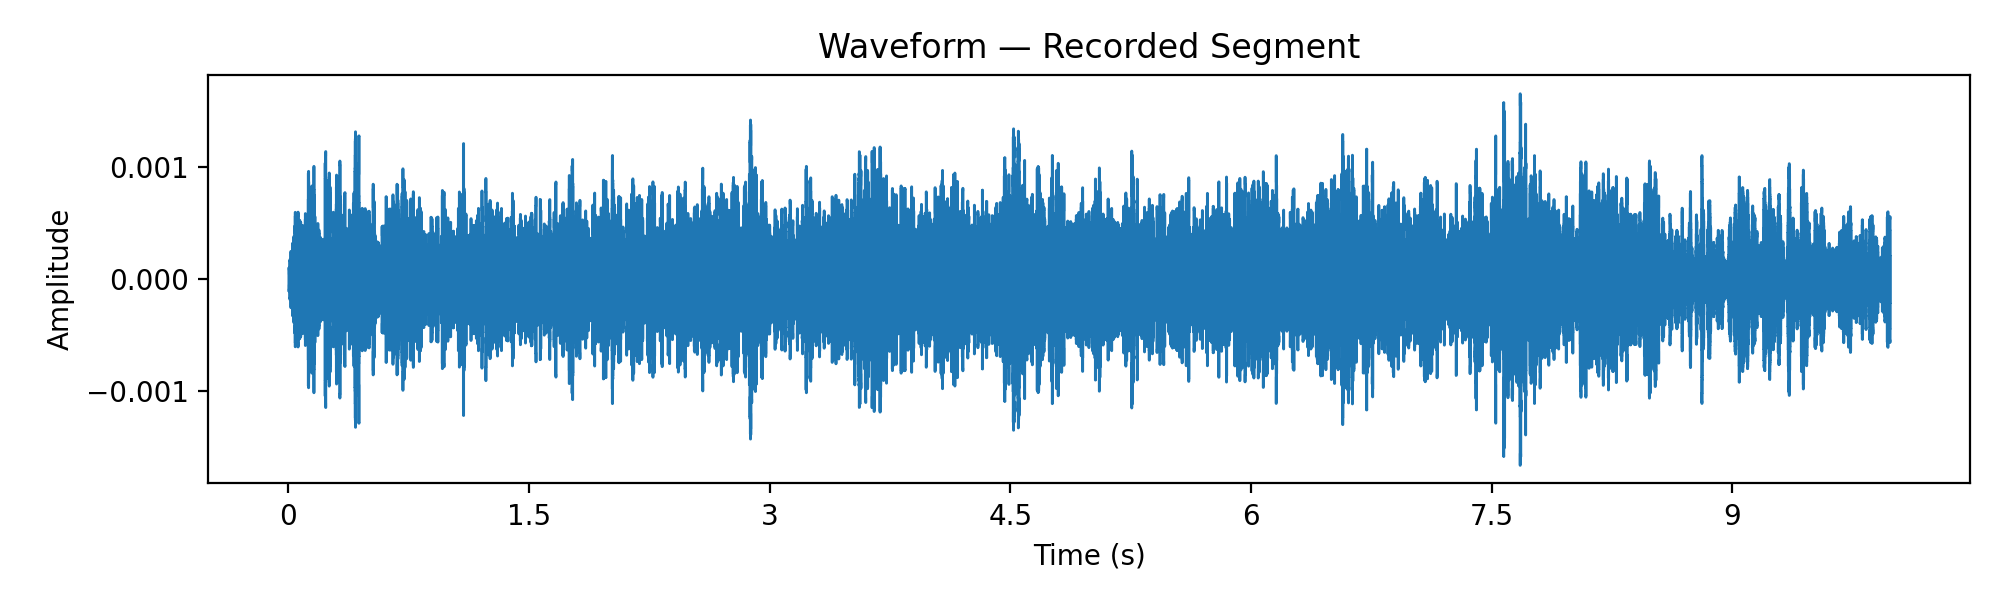 Waveform — Recorded Segment
Amplitude
0.001
0.000
−0.001
0 1.5 3 4.5 6 7.5 9
Time (s)